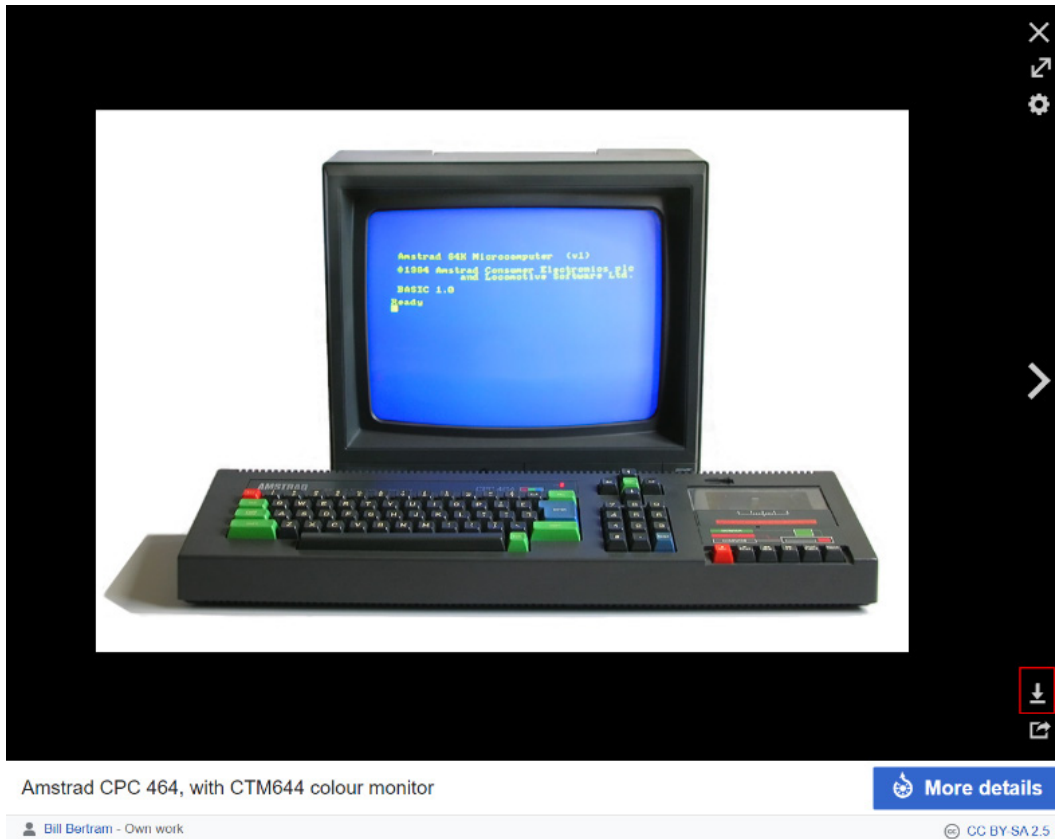 Amstrad 64K Microcomputer (v1)
©1984 Amstrad Consumer Electronics plc
and Locomotive Software Ltd.
BASIC 1.0
Ready
AMSTRAD
CPC 464
Amstrad CPC 464, with CTM644 colour monitor
More details
Bill Bertram - Own work
CC BY-SA 2.5